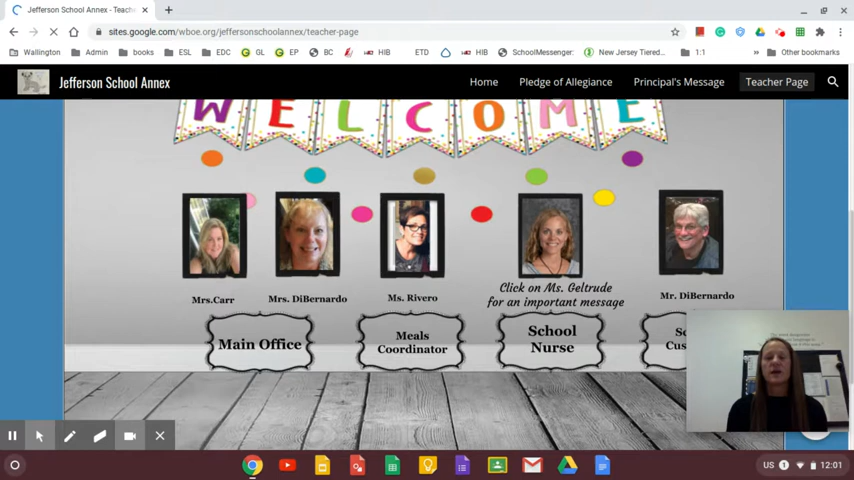 Jefferson School Annex - Teach
sites.google.com/wboe.org/jeffersonschoolannex/teacher-page
Wallington
Admin
books
ESL
EDC
GL
EP
BC
HIB
ETD
HIB
SchoolMessenger:
New Jersey Tiered...
1:1
Other bookmarks
Jefferson School Annex
Home
Pledge of Allegiance
Principal's Message
Teacher Page
WELCOME
Mrs.Carr
Mrs. DiBernardo
Ms. Rivero
Click on Ms. Geltrude
for an important message
Mr. DiBernardo
Main Office
Meals
Coordinator
School
Nurse
US
1
12:01